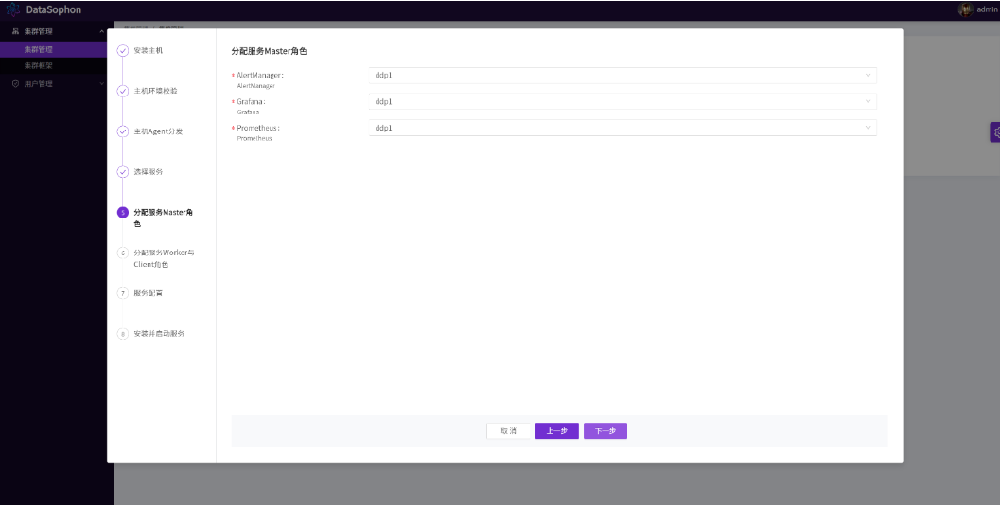 DataSophon
admin
集群管理
集群管理
集群框架
用户管理
安装主机
主机环境校验
主机Agent分发
选择服务
5
分配服务Master角
色
6
分配服务Worker与
Client角色
7
服务配置
8
安装并启动服务
分配服务Master角色
* AlertManager:
ddp1
AlertManager
* Grafana:
ddp1
Grafana
* Prometheus:
ddp1
Prometheus
取 消
上一步
下一步